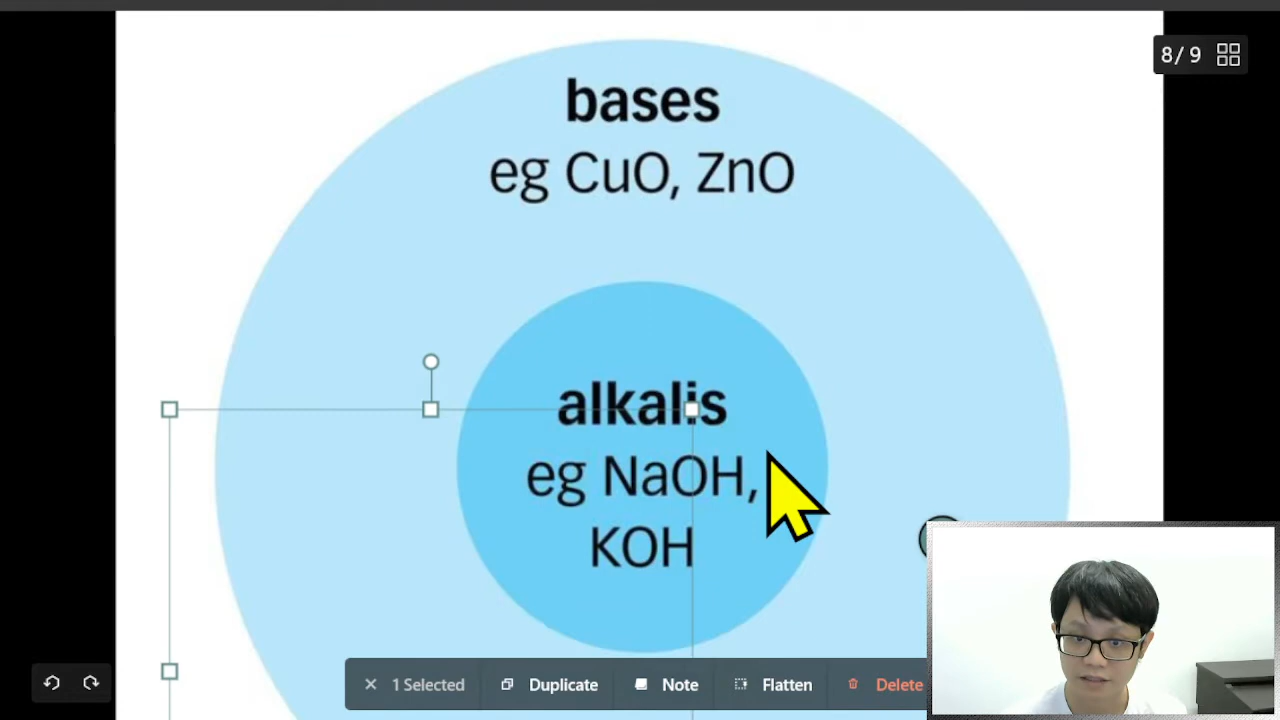 8/9
bases
eg CuO, ZnO
alkalis
eg NaOH,
KOH
1 Selected
Duplicate
Note
Flatten
Delete